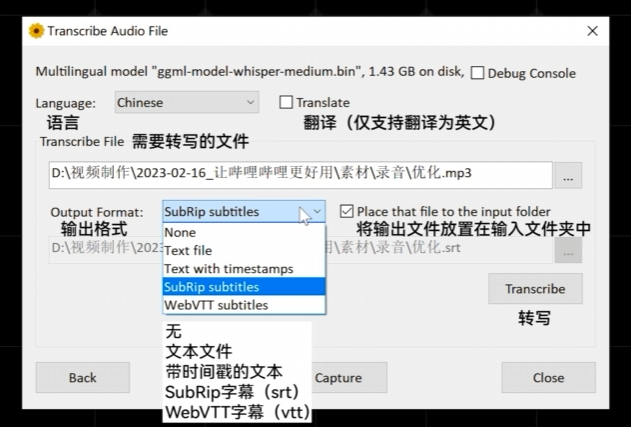 Transcribe Audio File
Multilingual model "ggml-model-whisper-medium.bin", 1.43 GB on disk, Debug Console
Language: Chinese Translate
语言 翻译（仅支持翻译为英文）
Transcribe File 需要转写的文件
D:\视频制作\2023-02-16_让哔哩哔哩更好用\素材\录音\优化.mp3 ...
Output Format: SubRip subtitles Place that file to the input folder
输出格式 将输出文件放置在输入文件夹中
D:\视频制作\202 用\素材\录音\优化.srt ...
None
Text file
Text with timestamps
SubRip subtitles
WebVTT subtitles
Transcribe
转写
无
文本文件
带时间戳的文本
SubRip字幕（srt）
WebVTT字幕（vtt）
Back Capture Close